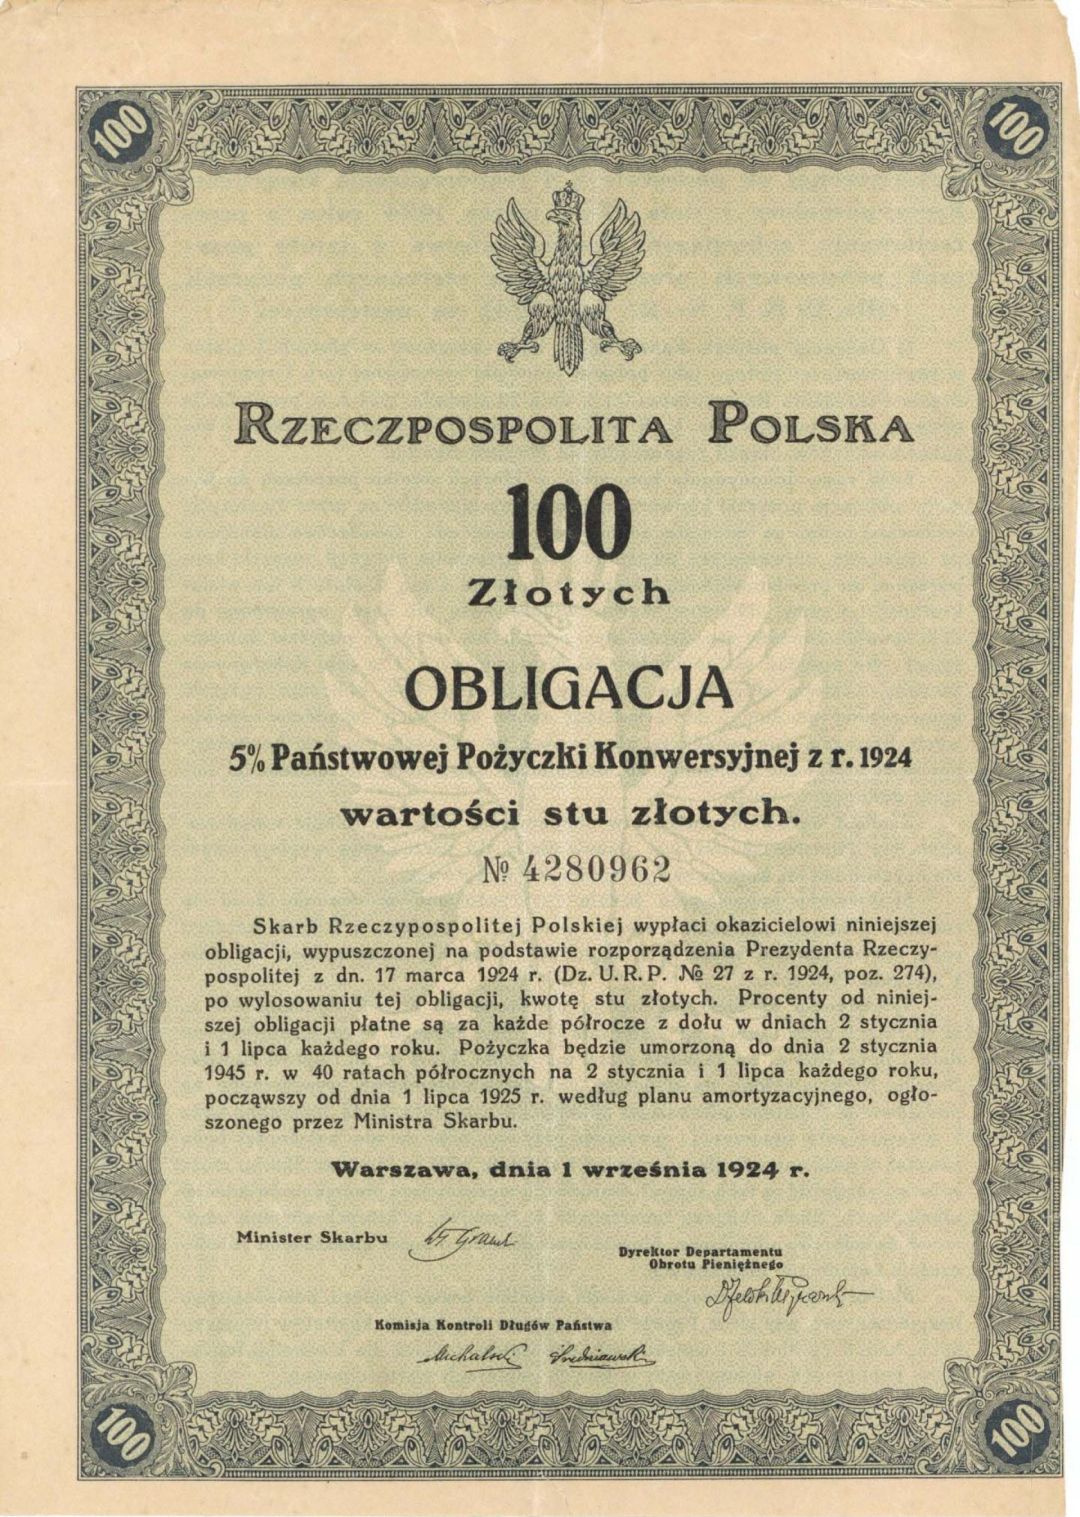 100 100
RZECZPOSPOLITA POLSKA
100
Złotych
OBLIGACJA
5% Państwowej Pożyczki Konwersyjnej z r. 1924
wartości stu złotych.
№ 4280962
Skarb Rzeczypospolitej Polskiej wypłaci okazicielowi niniejszej
obligacji, wypuszczonej na podstawie rozporządzenia Prezydenta Rzeczy-
pospolitej z dn. 17 marca 1924 r. (Dz. U. R. P. № 27 z r. 1924, poz. 274),
po wylosowaniu tej obligacji, kwotę stu złotych. Procenty od niniej-
szej obligacji płatne są za każde półrocze z dołu w dniach 2 stycznia
i 1 lipca każdego roku. Pożyczka będzie umorzoną do dnia 2 stycznia
1945 r. w 40 ratach półrocznych na 2 stycznia i 1 lipca każdego roku,
począwszy od dnia 1 lipca 1925 r. według planu amortyzacyjnego, ogło-
szonego przez Ministra Skarbu.
Warszawa, dnia 1 września 1924 r.
Minister Skarbu
Dyrektor Departamentu
Obrotu Pieniężnego
Komisja Kontroli Długów Państwa
Michalski
100 100